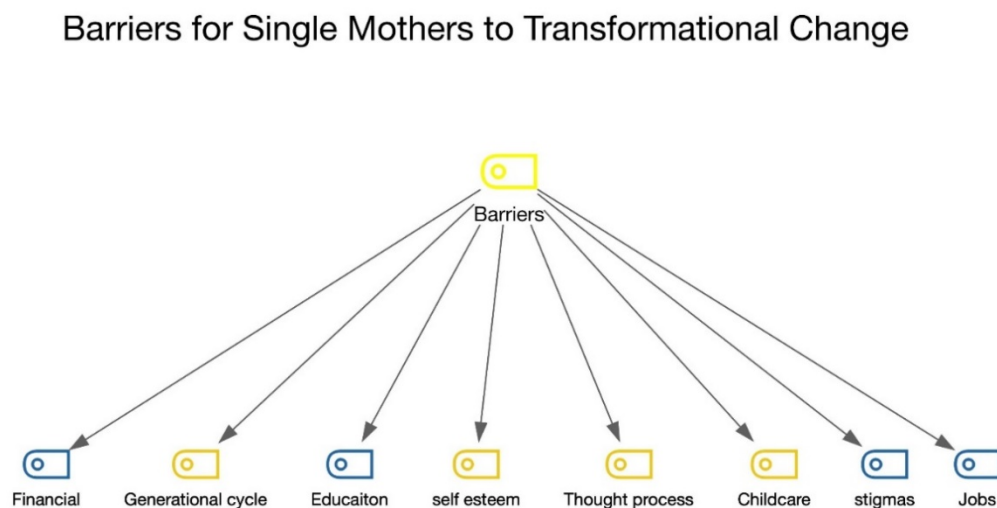 Barriers for Single Mothers to Transformational Change
Barriers
Financial
Generational cycle
Educaiton
self esteem
Thought process
Childcare
stigmas
Jobs